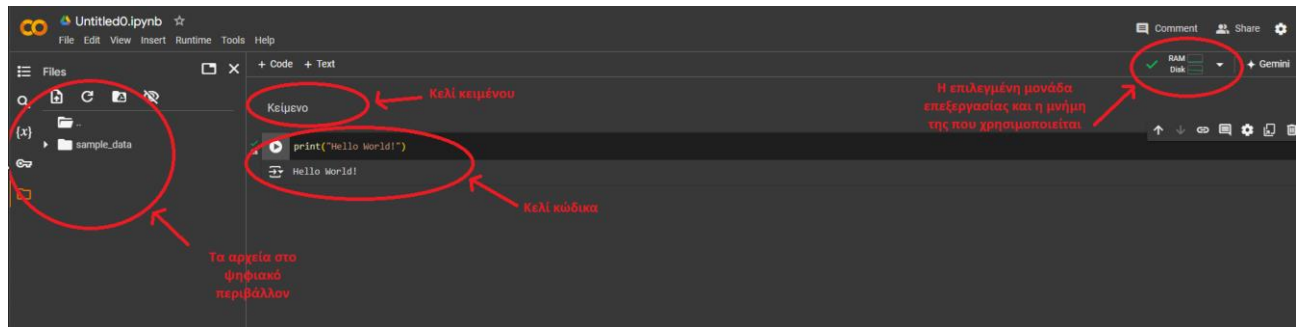 Untitled0.ipynb
File Edit View Insert Runtime Tools Help
Comment Share
Files
+ Code + Text
RAM
Disk
Gemini
Κείμενο
Κελί κειμένου
Η επιλεγμένη μονάδα
επεξεργασίας και η μνήμη
της που χρησιμοποιείται
..
{x}
sample_data
print("Hello World!")
Hello World!
Κελί κώδικα
Τα αρχεία στο
ψηφιακό
περιβάλλον